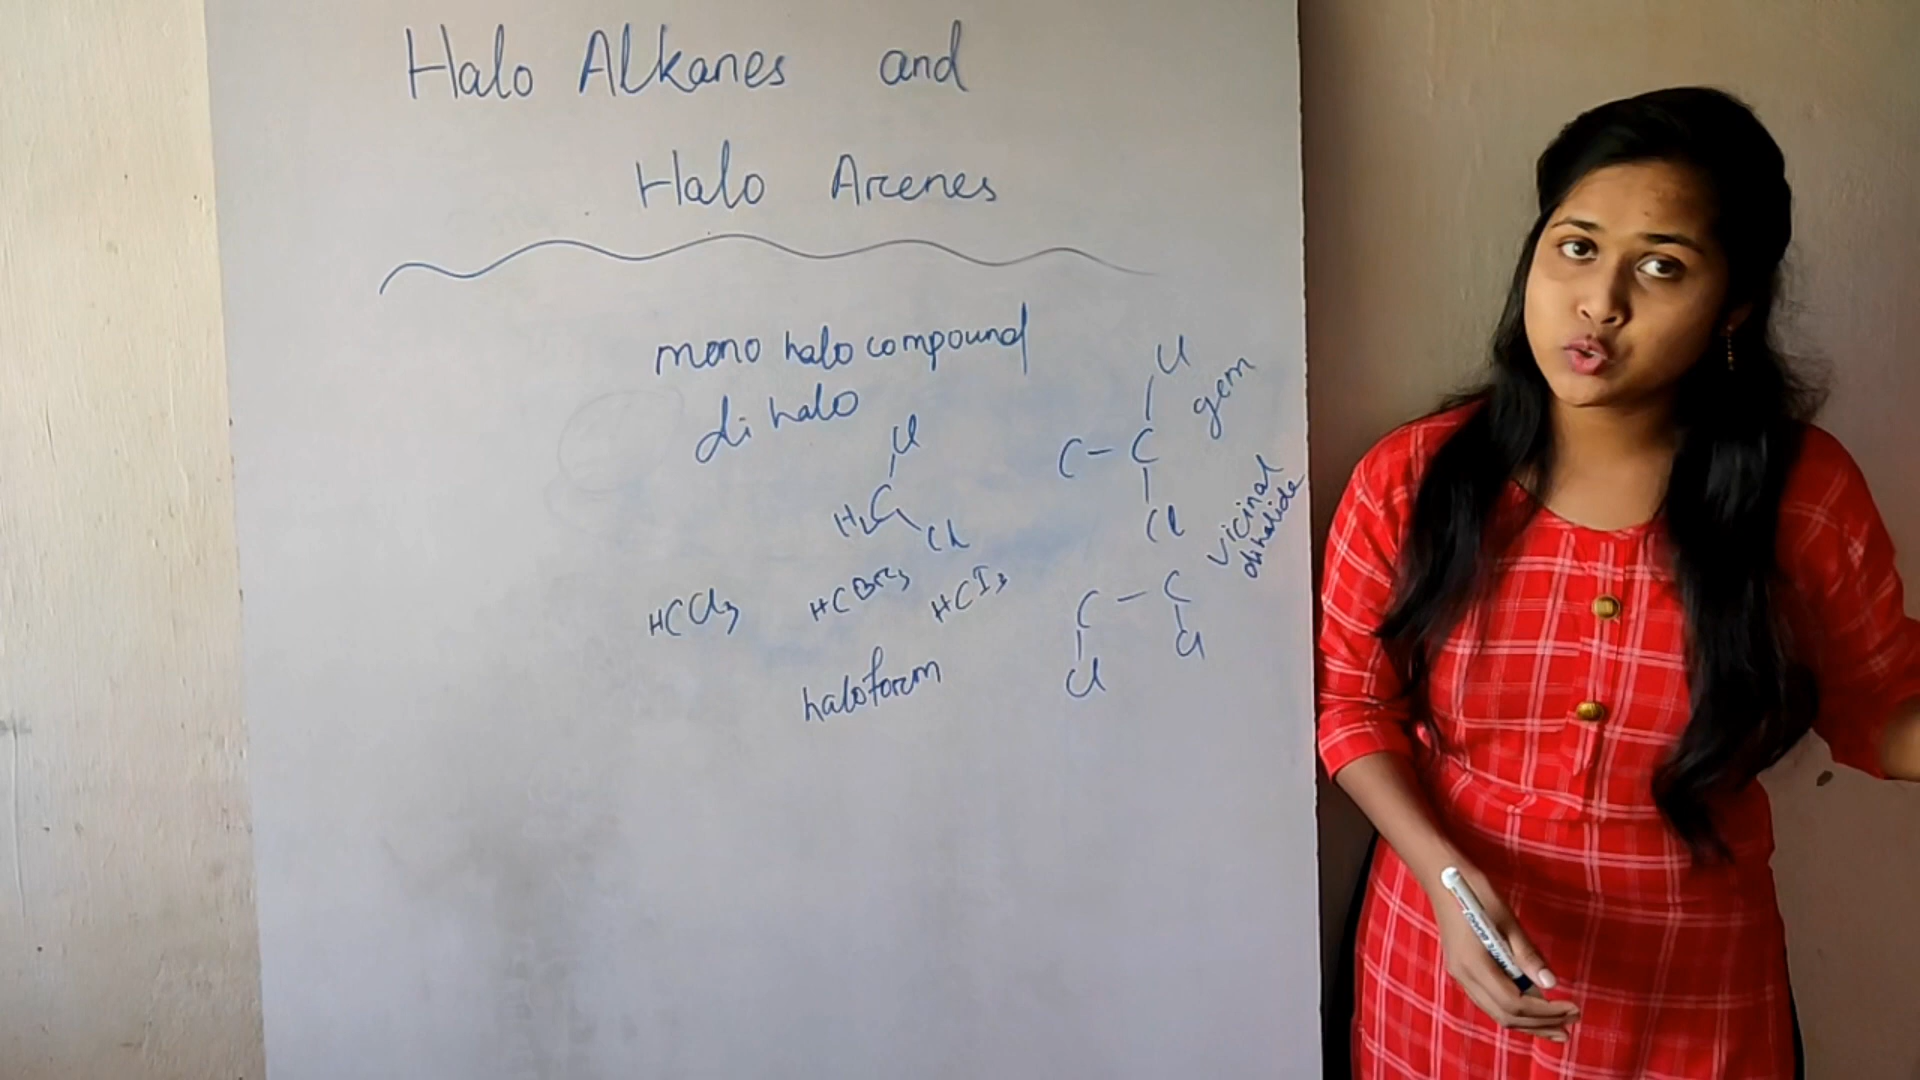 Halo Alkanes and
Halo Arenes
mono halo compound
di halo
Cl
H2C
Cl
HCCl3 HCBr3 HCI3
haloform
Cl
C-C gem
Cl
vicinal
dihalide
C-C
Cl Cl